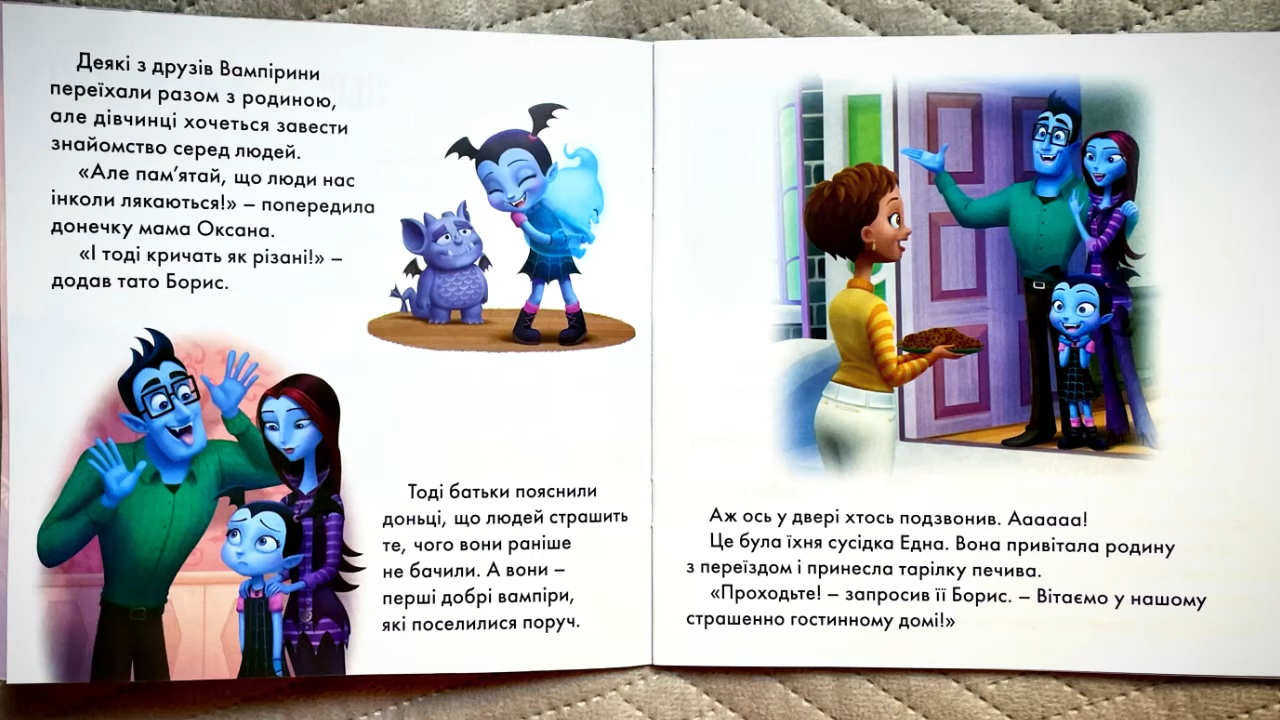 Деякі з друзів Вампірини
переїхали разом з родиною,
але дівчинці хочеться завести
знайомство серед людей.
«Але пам’ятай, що люди нас
інколи лякаються!» – попередила
донечку мама Оксана.
«І тоді кричать як різані!» –
додав тато Борис.
Тоді батьки пояснили
доньці, що людей страшить
те, чого вони раніше
не бачили. А вони –
перші добрі вампіри,
які поселилися поруч.
Аж ось у двері хтось подзвонив. Аааааа!
Це була їхня сусідка Една. Вона привітала родину
з переїздом і принесла тарілку печива.
«Проходьте! – запросив її Борис. – Вітаємо у нашому
страшенно гостинному домі!»